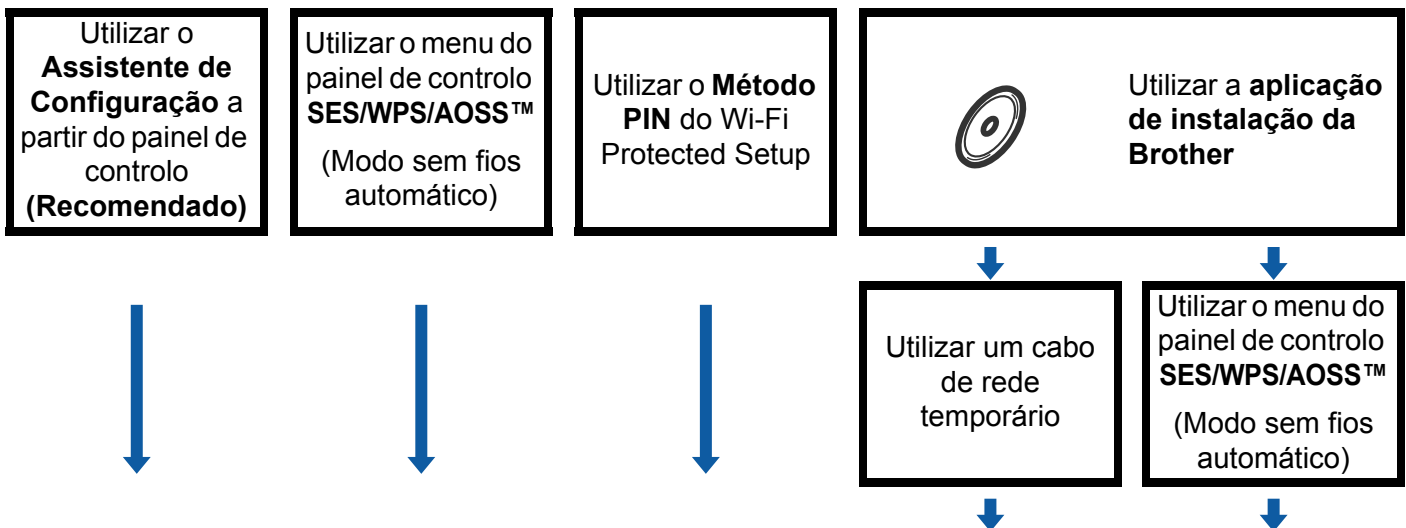 Utilizar o
Assistente de
Configuração a
partir do painel de
controlo
(Recomendado)
Utilizar o menu do
painel de controlo
SES/WPS/AOSS™
(Modo sem fios
automático)
Utilizar o Método
PIN do Wi-Fi
Protected Setup
Utilizar a aplicação
de instalação da
Brother
Utilizar um cabo
de rede
temporário
Utilizar o menu do
painel de controlo
SES/WPS/AOSS™
(Modo sem fios
automático)